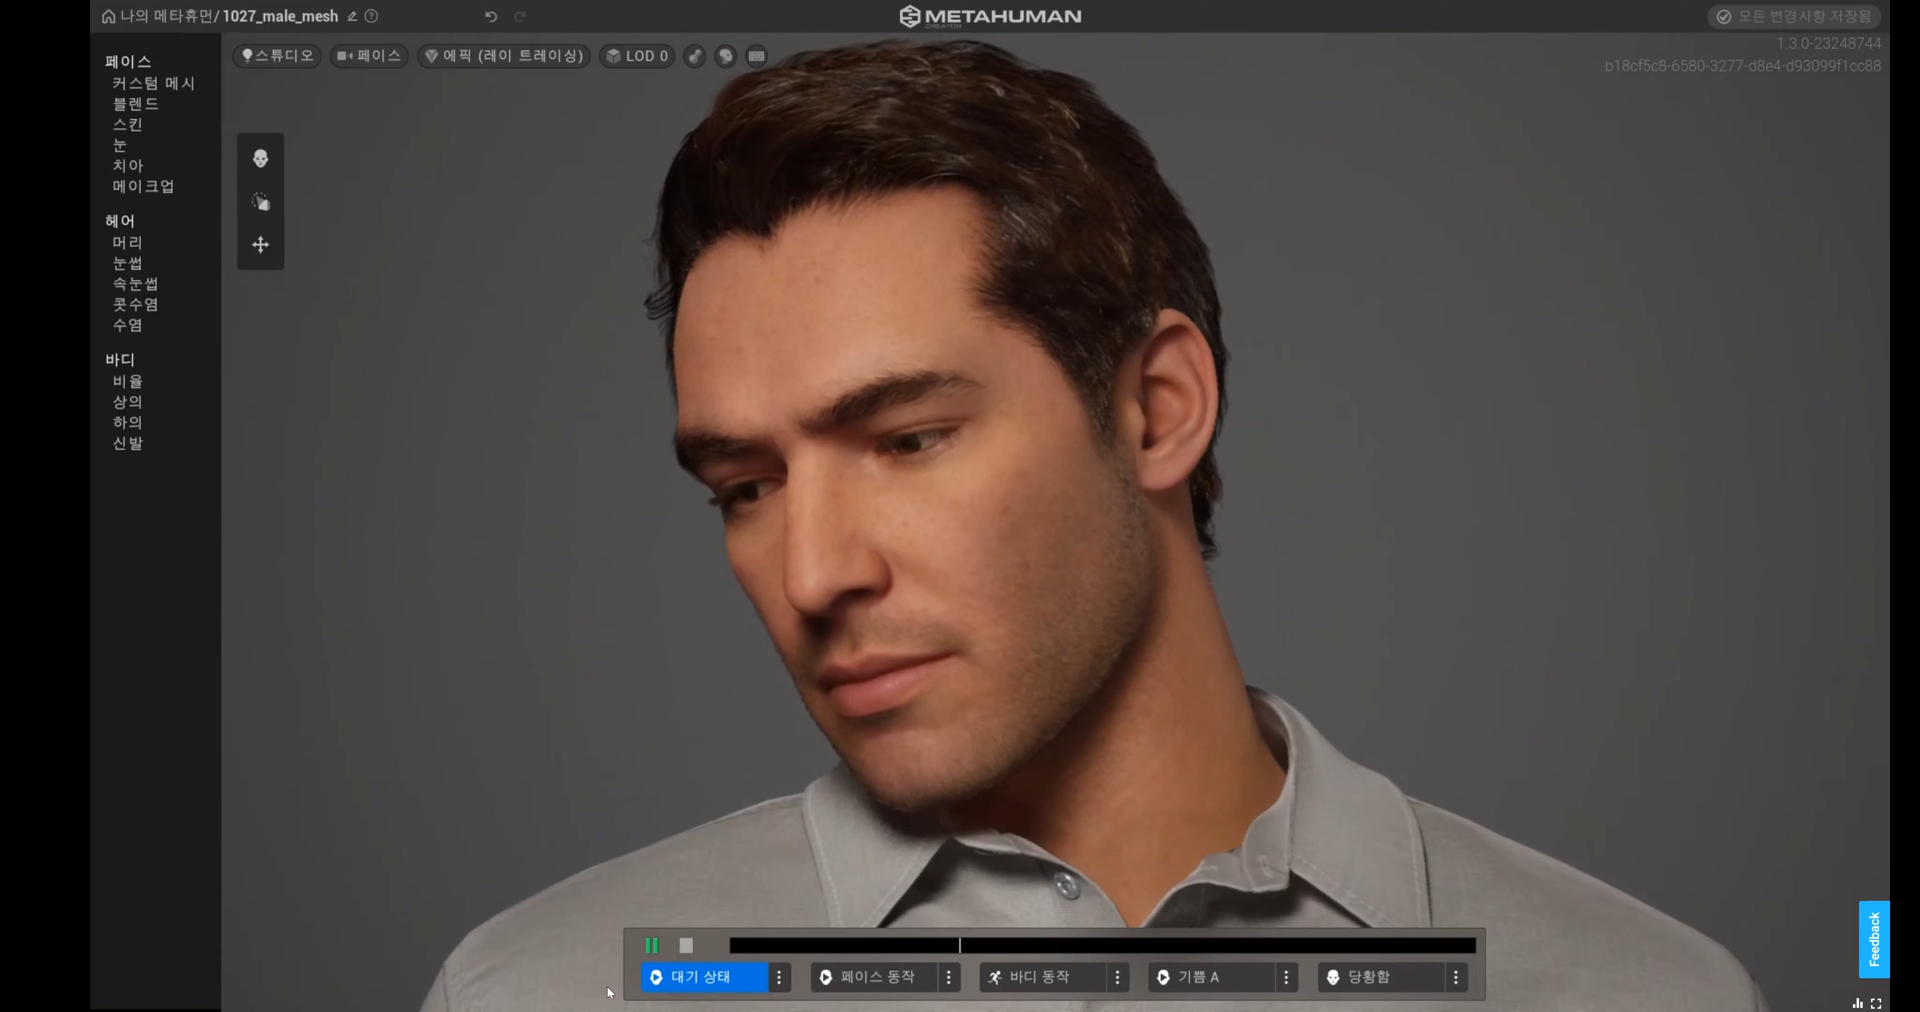 나의 메타휴먼/ 1027_male_mesh
METAHUMAN
CREATOR
모든 변경사항 저장됨
1.3.0-23248744
b18cf5c8-6580-3277-d8e4-d93099f1cc88
스튜디오
페이스
에픽 (레이 트레이싱)
LOD 0
페이스
커스텀 메시
블렌드
스킨
눈
치아
메이크업
헤어
머리
눈썹
속눈썹
콧수염
수염
바디
비율
상의
하의
신발
대기 상태
페이스 동작
바디 동작
기쁨 A
당황함
Feedback